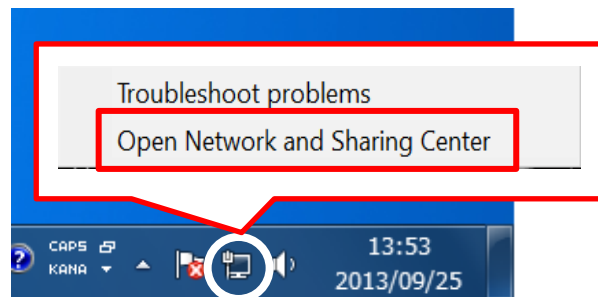 Troubleshoot problems
Open Network and Sharing Center
?
CAPS
KANA
13:53
2013/09/25